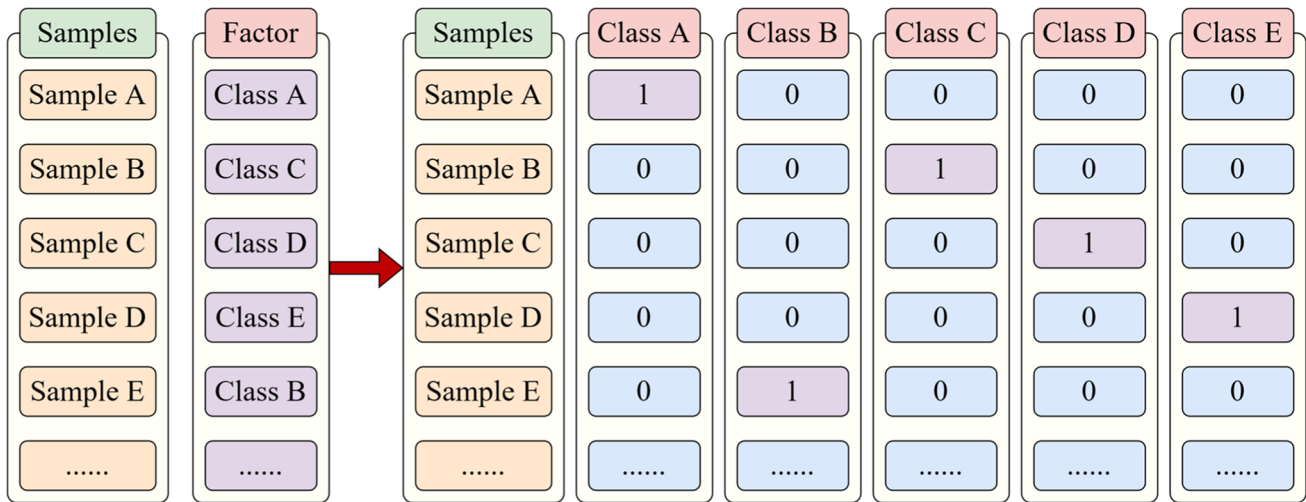 Samples Factor Samples Class A Class B Class C Class D Class E
Sample A Class A Sample A 1 0 0 0 0
Sample B Class C Sample B 0 0 1 0 0
Sample C Class D Sample C 0 0 0 1 0
Sample D Class E Sample D 0 0 0 0 1
Sample E Class B Sample E 0 1 0 0 0
...... ...... ...... ...... ...... ...... ...... ......